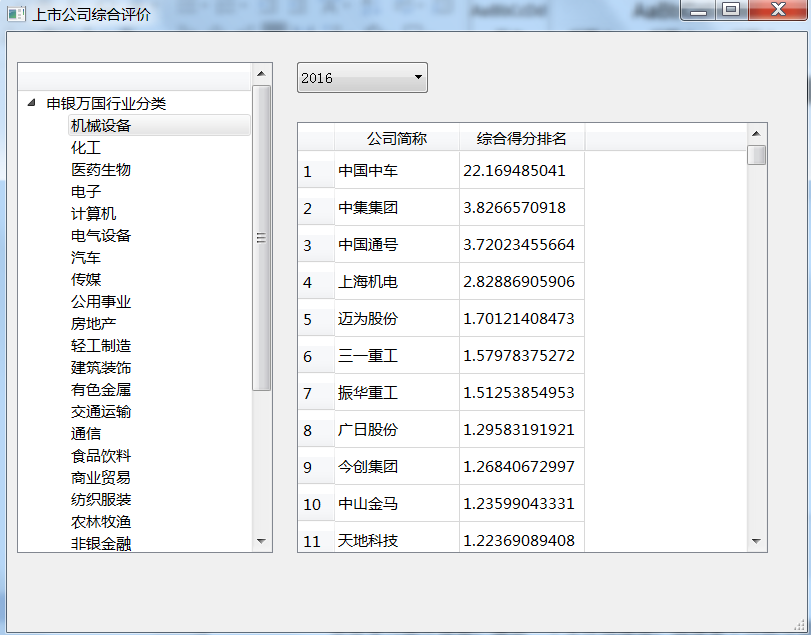 上市公司综合评价
申银万国行业分类
机械设备
化工
医药生物
电子
计算机
电气设备
汽车
传媒
公用事业
房地产
轻工制造
建筑装饰
有色金属
交通运输
通信
食品饮料
商业贸易
纺织服装
农林牧渔
非银金融
2016
公司简称 综合得分排名
1 中国中车 22.169485041
2 中集集团 3.8266570918
3 中国通号 3.72023455664
4 上海机电 2.82886905906
5 迈为股份 1.70121408473
6 三一重工 1.57978375272
7 振华重工 1.51253854953
8 广日股份 1.29583191921
9 今创集团 1.26840672997
10 中山金马 1.23599043331
11 天地科技 1.22369089408